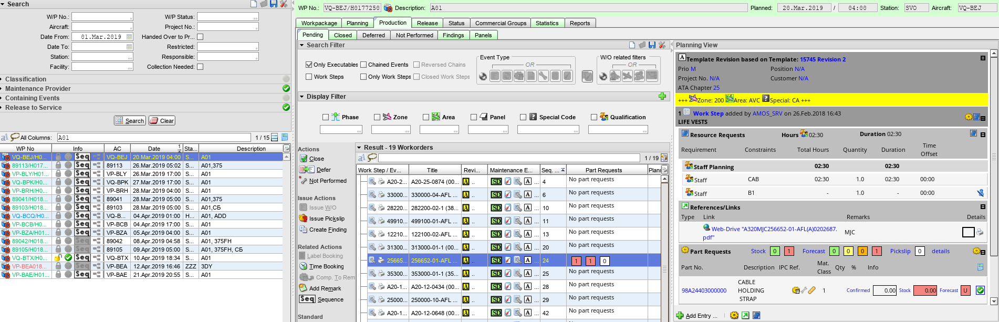 Search
W/P No.:
W/P Status:
Aircraft:
Project No.:
Date From: 01.Mar.2019
Handed Over to Pr...
Date To:
Restricted:
Station:
Responsible:
Facility:
Collection Needed:
Classification
Maintenance Provider
Containing Events
Release to Service
Search Clear
All Columns: A01 1 / 15
WP No Info AC Date 1 Sta... Description
VQ-BEJ/H0... Seq VQ-BEJ 20.Mar.2019 04:00 S... A01
89113/H017... Seq 89113 26.Mar.2019 05:02 S... A01,375
VP-BLY/H01... Seq VP-BLY 26.Mar.2019 17:00 S... A01
VQ-BPK/H0... Seq VQ-BPK 27.Mar.2019 17:00 S... A01
VP-BRH/H0... Seq VP-BRH 28.Mar.2019 04:00 S... A01
89041/H018... Seq 89041 28.Mar.2019 05:00 S... A01,375
89103/H018... Seq 89103 28.Mar.2019 05:00 S... A01,СБ
VQ-BCQ/H0... Seq VQ-B... 04.Apr.2019 01:00 H... A01, ADD
VP-BCB/H0... Seq VP-BCB 04.Apr.2019 17:00 S... A01
VP-BZA/H01... Seq VP-BZA 05.Apr.2019 04:00 S... A01
89042/H018... Seq 89042 08.Apr.2019 04:58 S... A01, 375FH
89105/H018... Seq 89105 09.Apr.2019 05:00 S... A01, 375FH, СБ
VQ-BTX/H0... Seq VQ-BTX 10.Apr.2019 18:34 S... A01
VP-BEA018... Seq VP-BEA 12.Apr.2019 16:46 ZZZ 3DY
VP-BAE/H01... Seq VP-BAE 21.Apr.2019 20:55 S... A01
WP No.: VQ-BEJ/H0177250 Description: A01 Planned: 20.Mar.2019 / 04:00 Station: SVO Aircraft: VQ-BEJ
Workpackage Planning Production Release Status Commercial Groups Statistics Reports
Pending Closed Deferred Not Performed Findings Panels
Search Filter
Event Type
W/O related filters
Only Executables Chained Events Reversed Chains
OR
OR
Work Steps Only Work Steps Closed Work Steps
Display Filter
Phase Zone Area Panel Special Code Qualification
Actions
Close
Defer
Not Performed
Issue Actions
Issue W/O
Issue Pickslip
Create Finding
Related Actions
Label Booking
Time Booking
Comp. To Rem
Add Remark
Seq Sequence
Standard
Result - 19 Workorders
1 / 19
Work Step / Ev... Title Revi... Maintenance E... Seq. ... Part Requests Plann
A20-2... A20-25-0874 (00... A .. SD A ... 4 No part requests
33000... 330000-04-AFL ... A .. SD A ... 6 No part requests
28220... 282200-02-1 (38... A .. SD A ... 10 No part requests
49910... 499100-01-AFL ... A .. SD A ... 11 No part requests
12210... 122100-02-AFL ... A .. SD A ... 13 No part requests
31300... 313000-01-1 (00... A .. SD A ... 20 No part requests
25665... 256652-01-AFL ... A .. SD A ... 24 1 1 0
35300... 353000-01-1 (35... A .. SD A ... 25 No part requests
A20-1... A20-12-0434 (00... A .. SD A ... 28 No part requests
25000... 250000-10-AFL ... A .. SD A ... 29 No part requests
A20-1... A20-12-0648 (00... A .. SD A ... 42 No part requests
Planning View
A Template Revision based on Template: 15745 Revision 2
Prio M Position N/A
Project No. N/A Customer N/A
ATA Chapter 25
+++ Zone: 200 Area: AVC Special: CA +++
1 Work Step added by AMOS_SRV on 26.Feb.2018 16:43
LIFE VESTS
Resource Requests Hours 02:30 Duration 02:30
Requirement Constraints Total Hours Quantity Duration Time Offset
Staff Planning 02:30 02:30
Staff CAB 02:30 1.0 02:30 00:00
Staff B1 - 1.0 - 00:00
References/Links
Type Link Remarks Details
Web-Drive "A320MJC256652-01-AFL(A)0202687.
pdf" MJC
Part Requests Stock 0 1 Forecast 0 0 0 1 Pickslip 0 details
Part No. Description IPC Ref. Mat. Class Qty % Info
98A24403000000 CABLE HOLDING STRAP 1 Confirmed 0.00 Stock 0.00 Forecast U
Add Entry ...